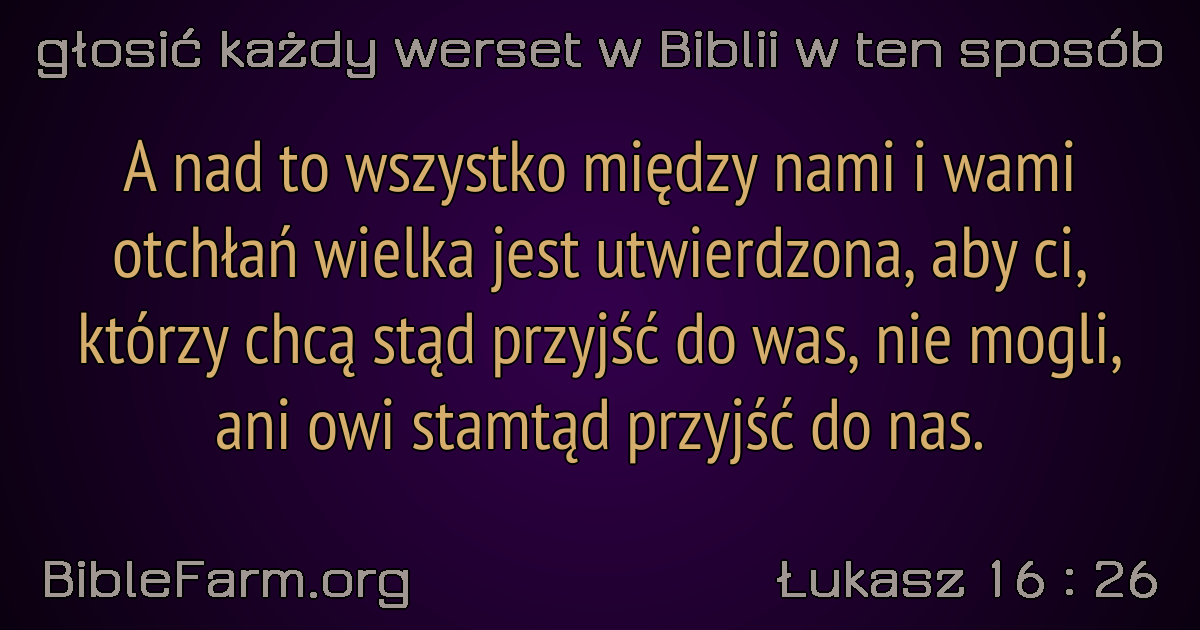 głosić każdy werset w Biblii w ten sposób
A nad to wszystko między nami i wami
otchłań wielka jest utwierdzona, aby ci,
którzy chcą stąd przyjść do was, nie mogli,
ani owi stamtąd przyjść do nas.
BibleFarm.org
Łukasz 16 : 26